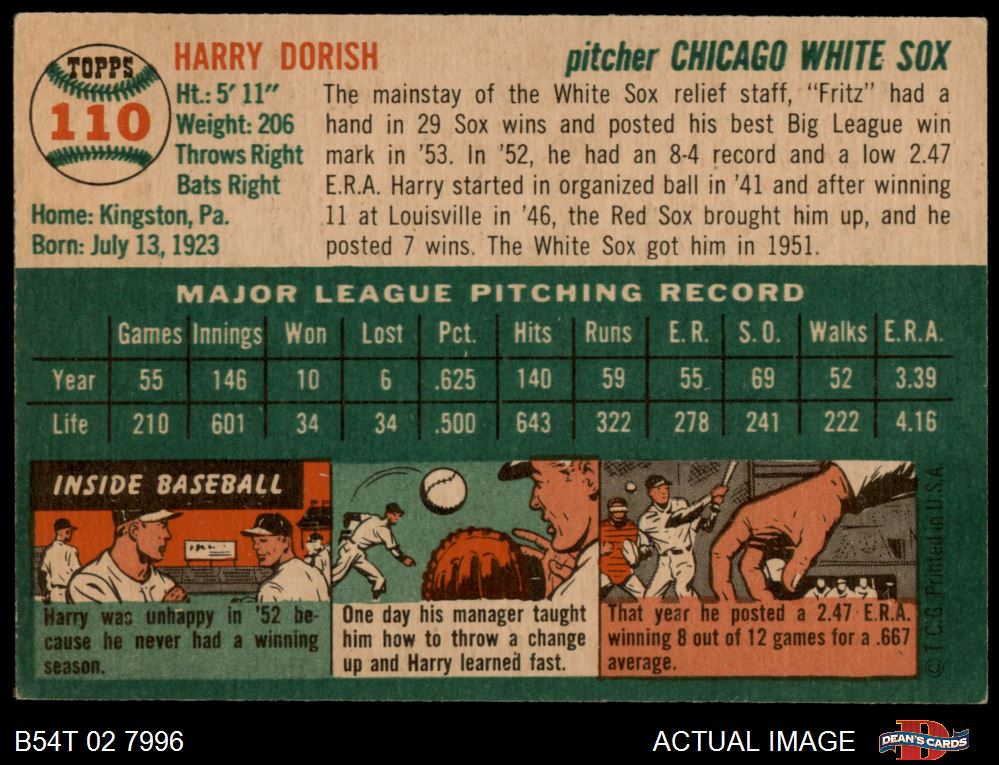 TOPPS
110
HARRY DORISH
pitcher CHICAGO WHITE SOX
Ht.: 5' 11"
Weight: 206
Throws Right
Bats Right
Home: Kingston, Pa.
Born: July 13, 1923
The mainstay of the White Sox relief staff, "Fritz" had a
hand in 29 Sox wins and posted his best Big League win
mark in '53. In '52, he had an 8-4 record and a low 2.47
E.R.A. Harry started in organized ball in '41 and after winning
11 at Louisville in '46, the Red Sox brought him up, and he
posted 7 wins. The White Sox got him in 1951.
MAJOR LEAGUE PITCHING RECORD
Games Innings Won Lost Pct. Hits Runs E.R. S.O. Walks E.R.A.
Year 55 146 10 6 .625 140 59 55 69 52 3.39
Life 210 601 34 34 .500 643 322 278 241 222 4.16
INSIDE BASEBALL
Harry was unhappy in '52 be-
cause he never had a winning
season.
One day his manager taught
him how to throw a change
up and Harry learned fast.
That year he posted a 2.47 E.R.A.
winning 8 out of 12 games for a .667
average.
© T.C.G. Printed in U.S.A.
B54T 02 7996
ACTUAL IMAGE
D
DEAN'S CARDS